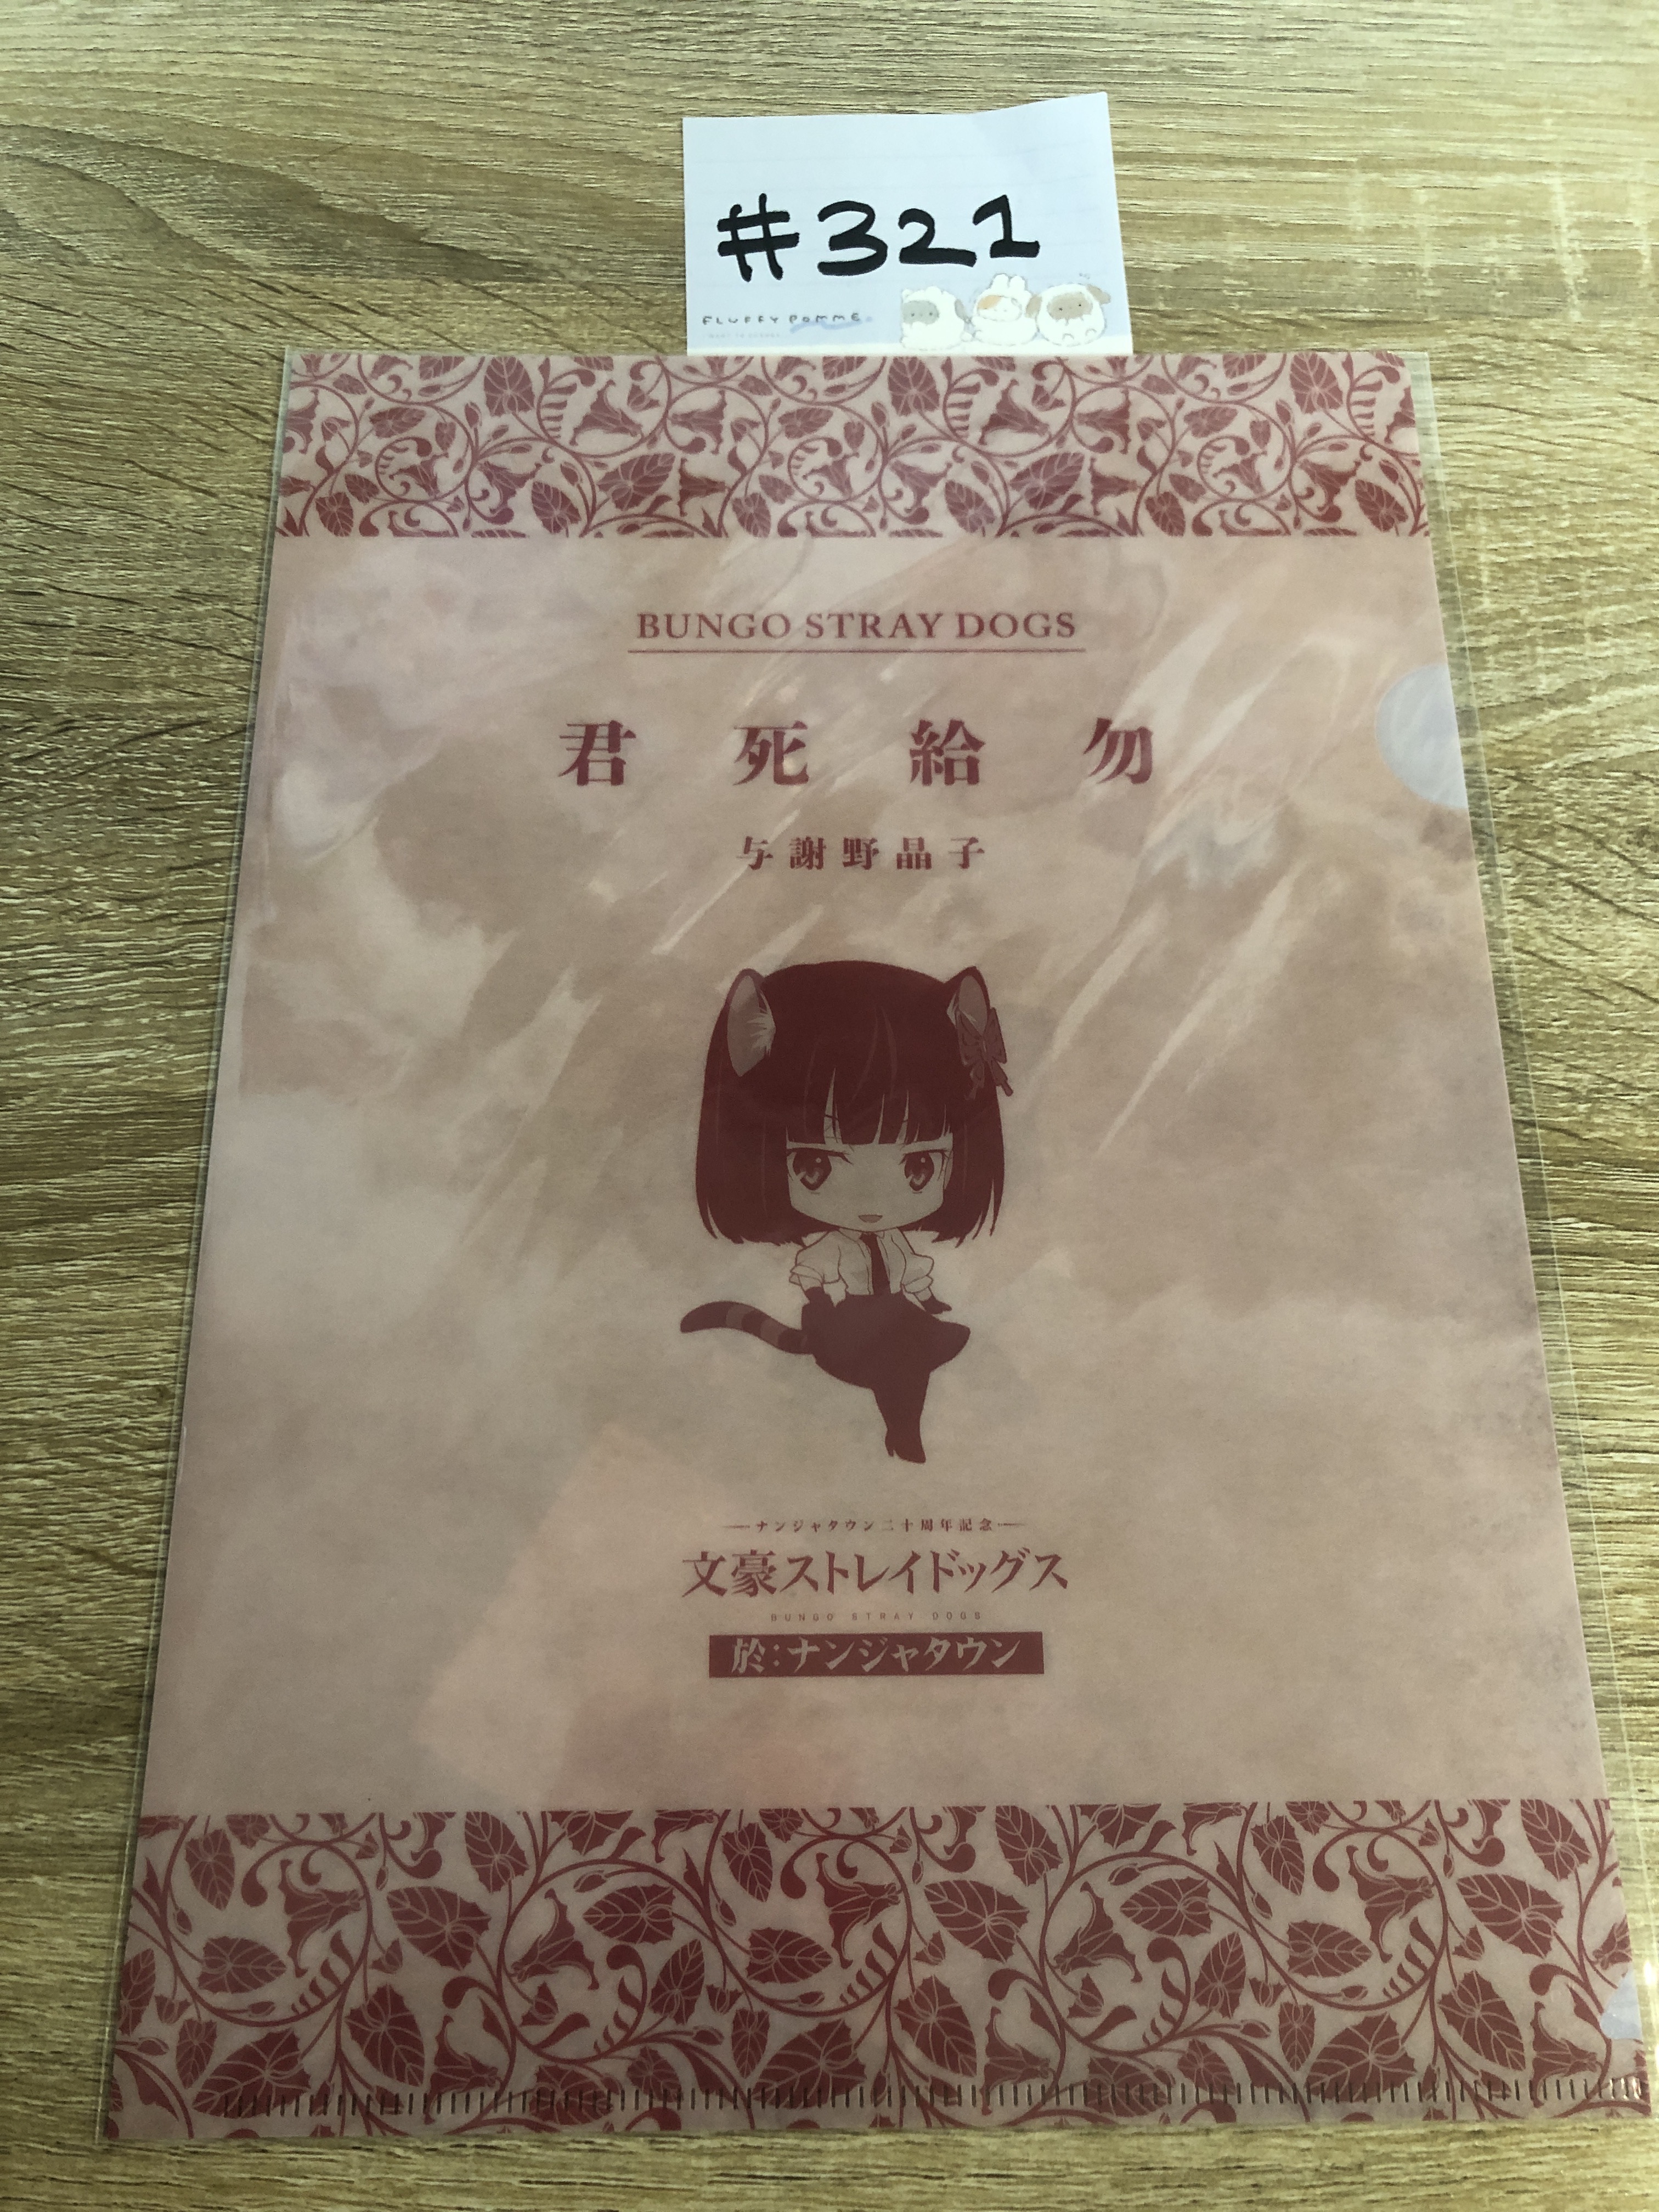 #321
FLUFFY POMME
BUNGO STRAY DOGS
君死給勿
与謝野晶子
ナンジャタウン二十周年記念
文豪ストレイドッグス
BUNGO STRAY DOGS
於:ナンジャタウン